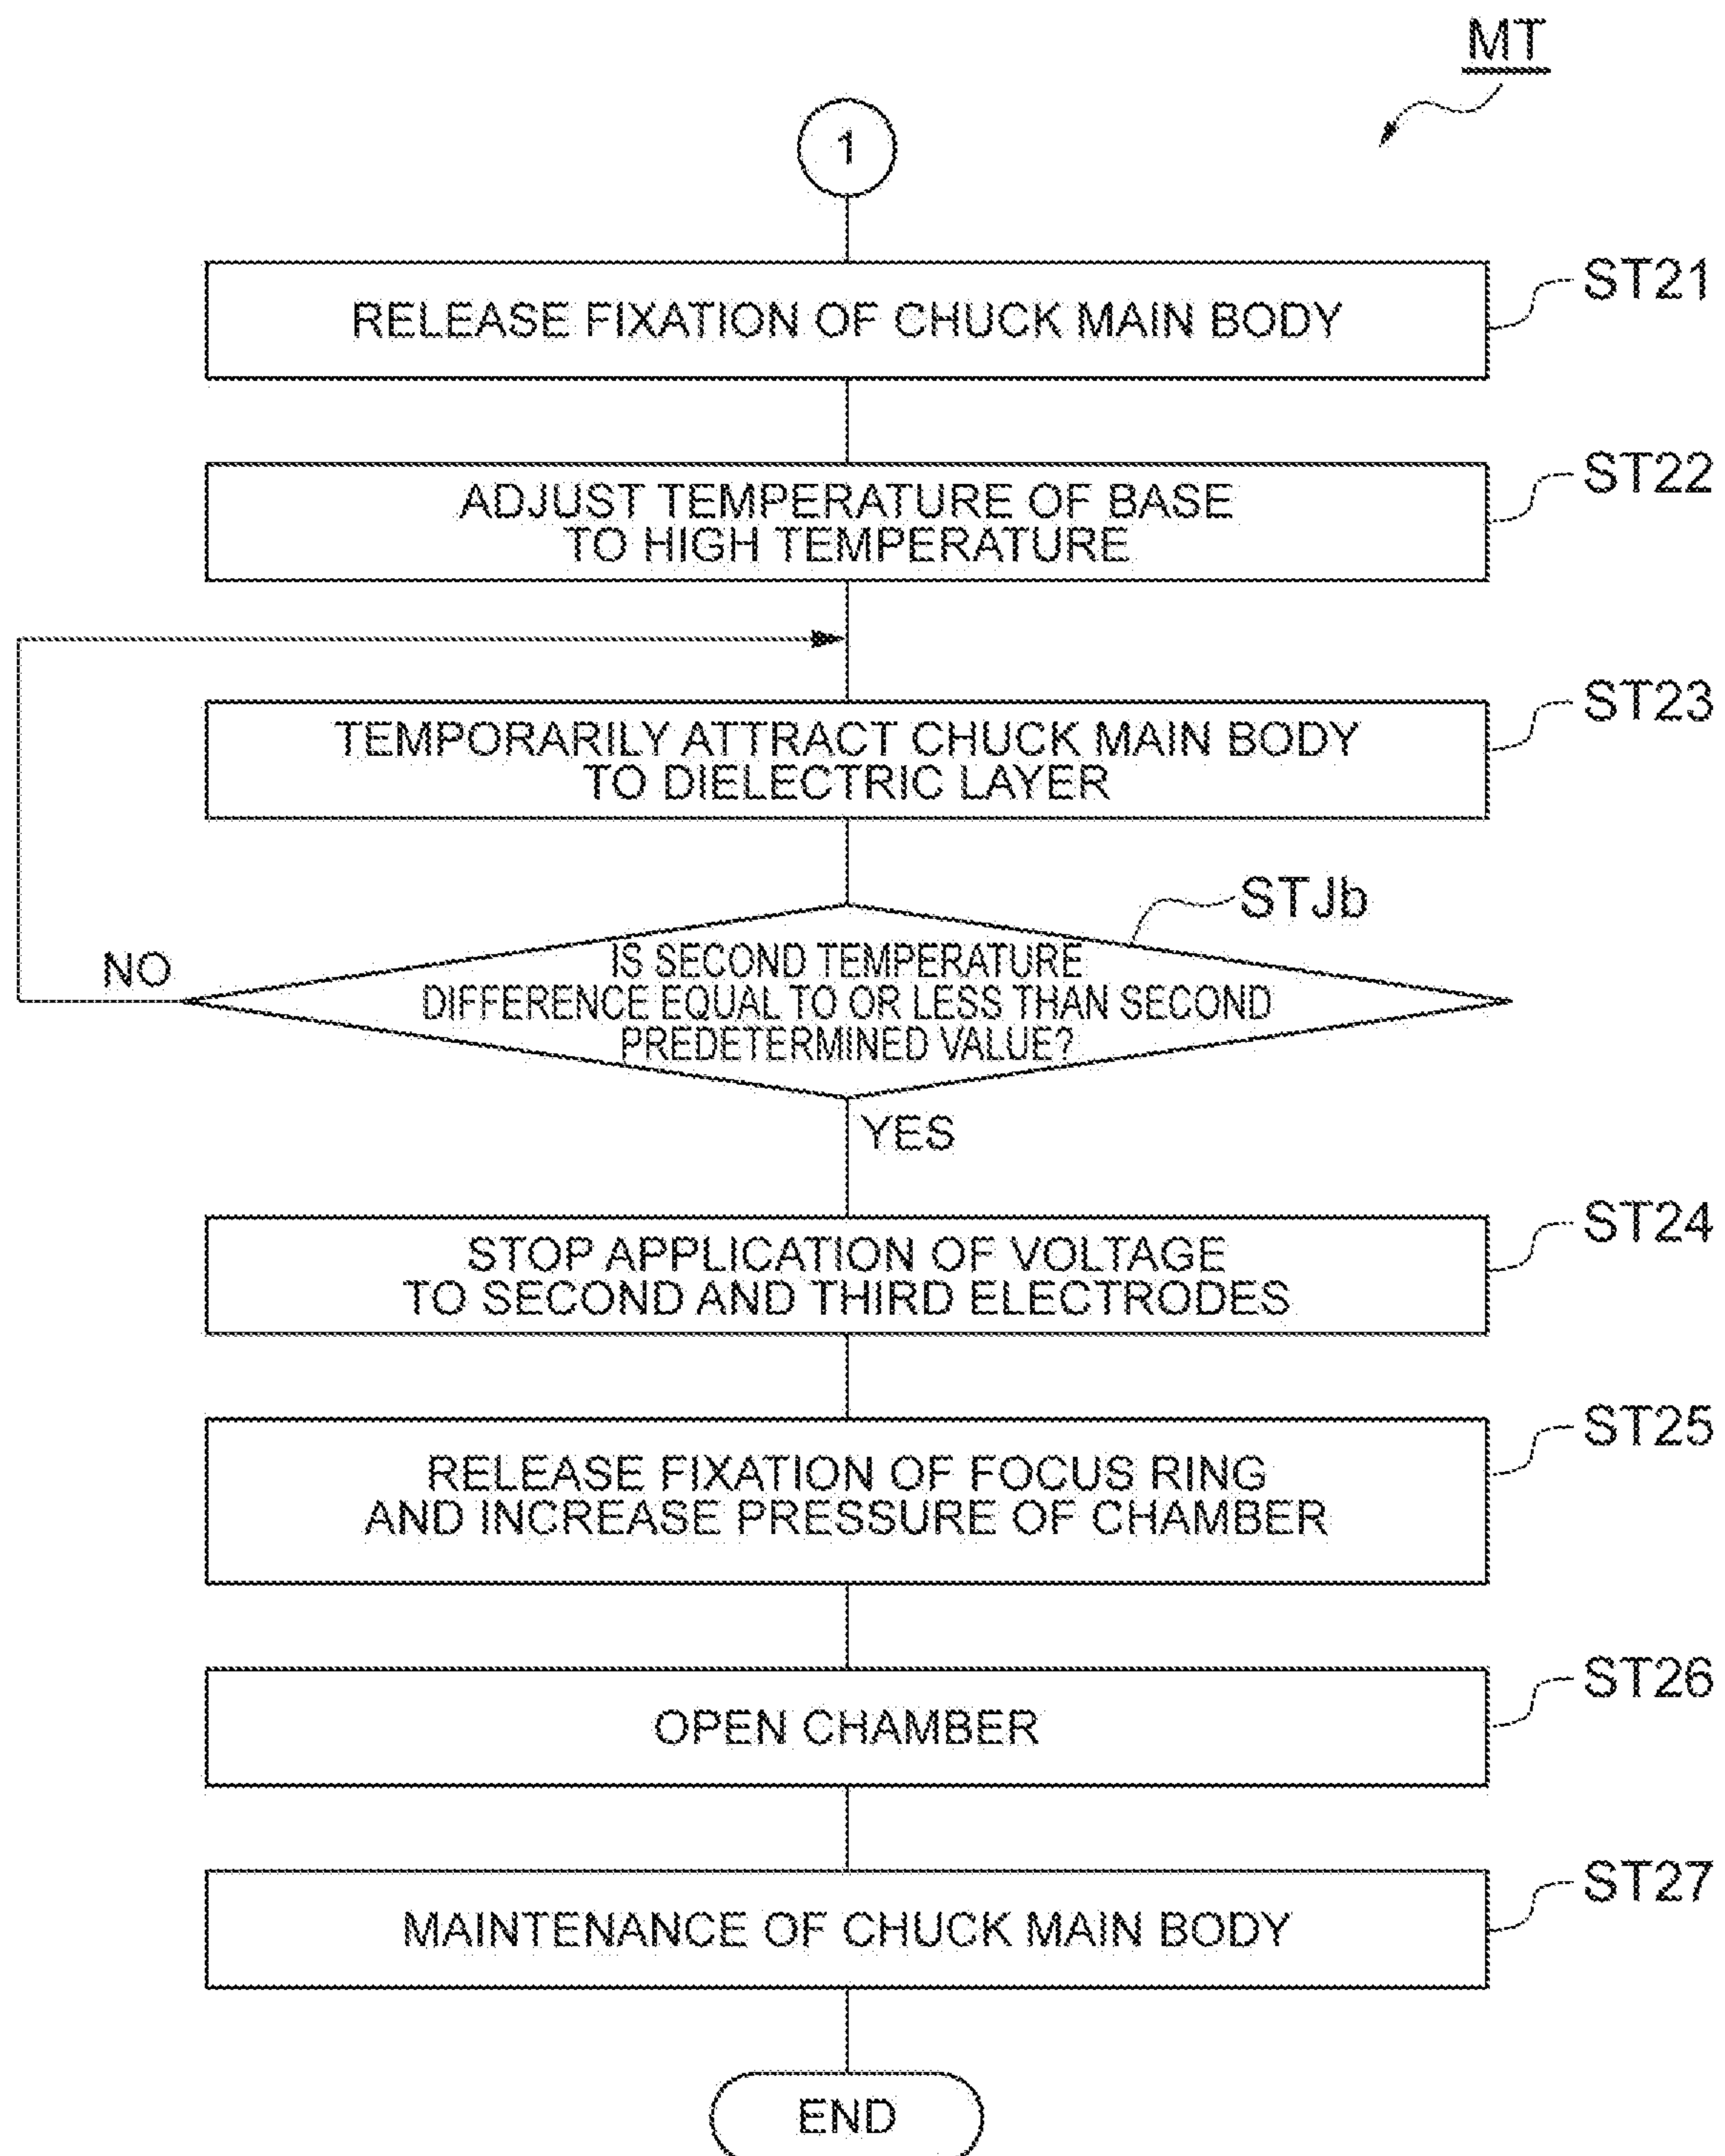 MT
1
RELEASE FIXATION OF CHUCK MAIN BODY
ST21
ADJUST TEMPERATURE OF BASE
TO HIGH TEMPERATURE
ST22
TEMPORARILY ATTRACT CHUCK MAIN BODY
TO DIELECTRIC LAYER
ST23
STJb
IS SECOND TEMPERATURE
DIFFERENCE EQUAL TO OR LESS THAN SECOND
PREDETERMINED VALUE?
NO
YES
STOP APPLICATION OF VOLTAGE
TO SECOND AND THIRD ELECTRODES
ST24
RELEASE FIXATION OF FOCUS RING
AND INCREASE PRESSURE OF CHAMBER
ST25
OPEN CHAMBER
ST26
MAINTENANCE OF CHUCK MAIN BODY
ST27
END